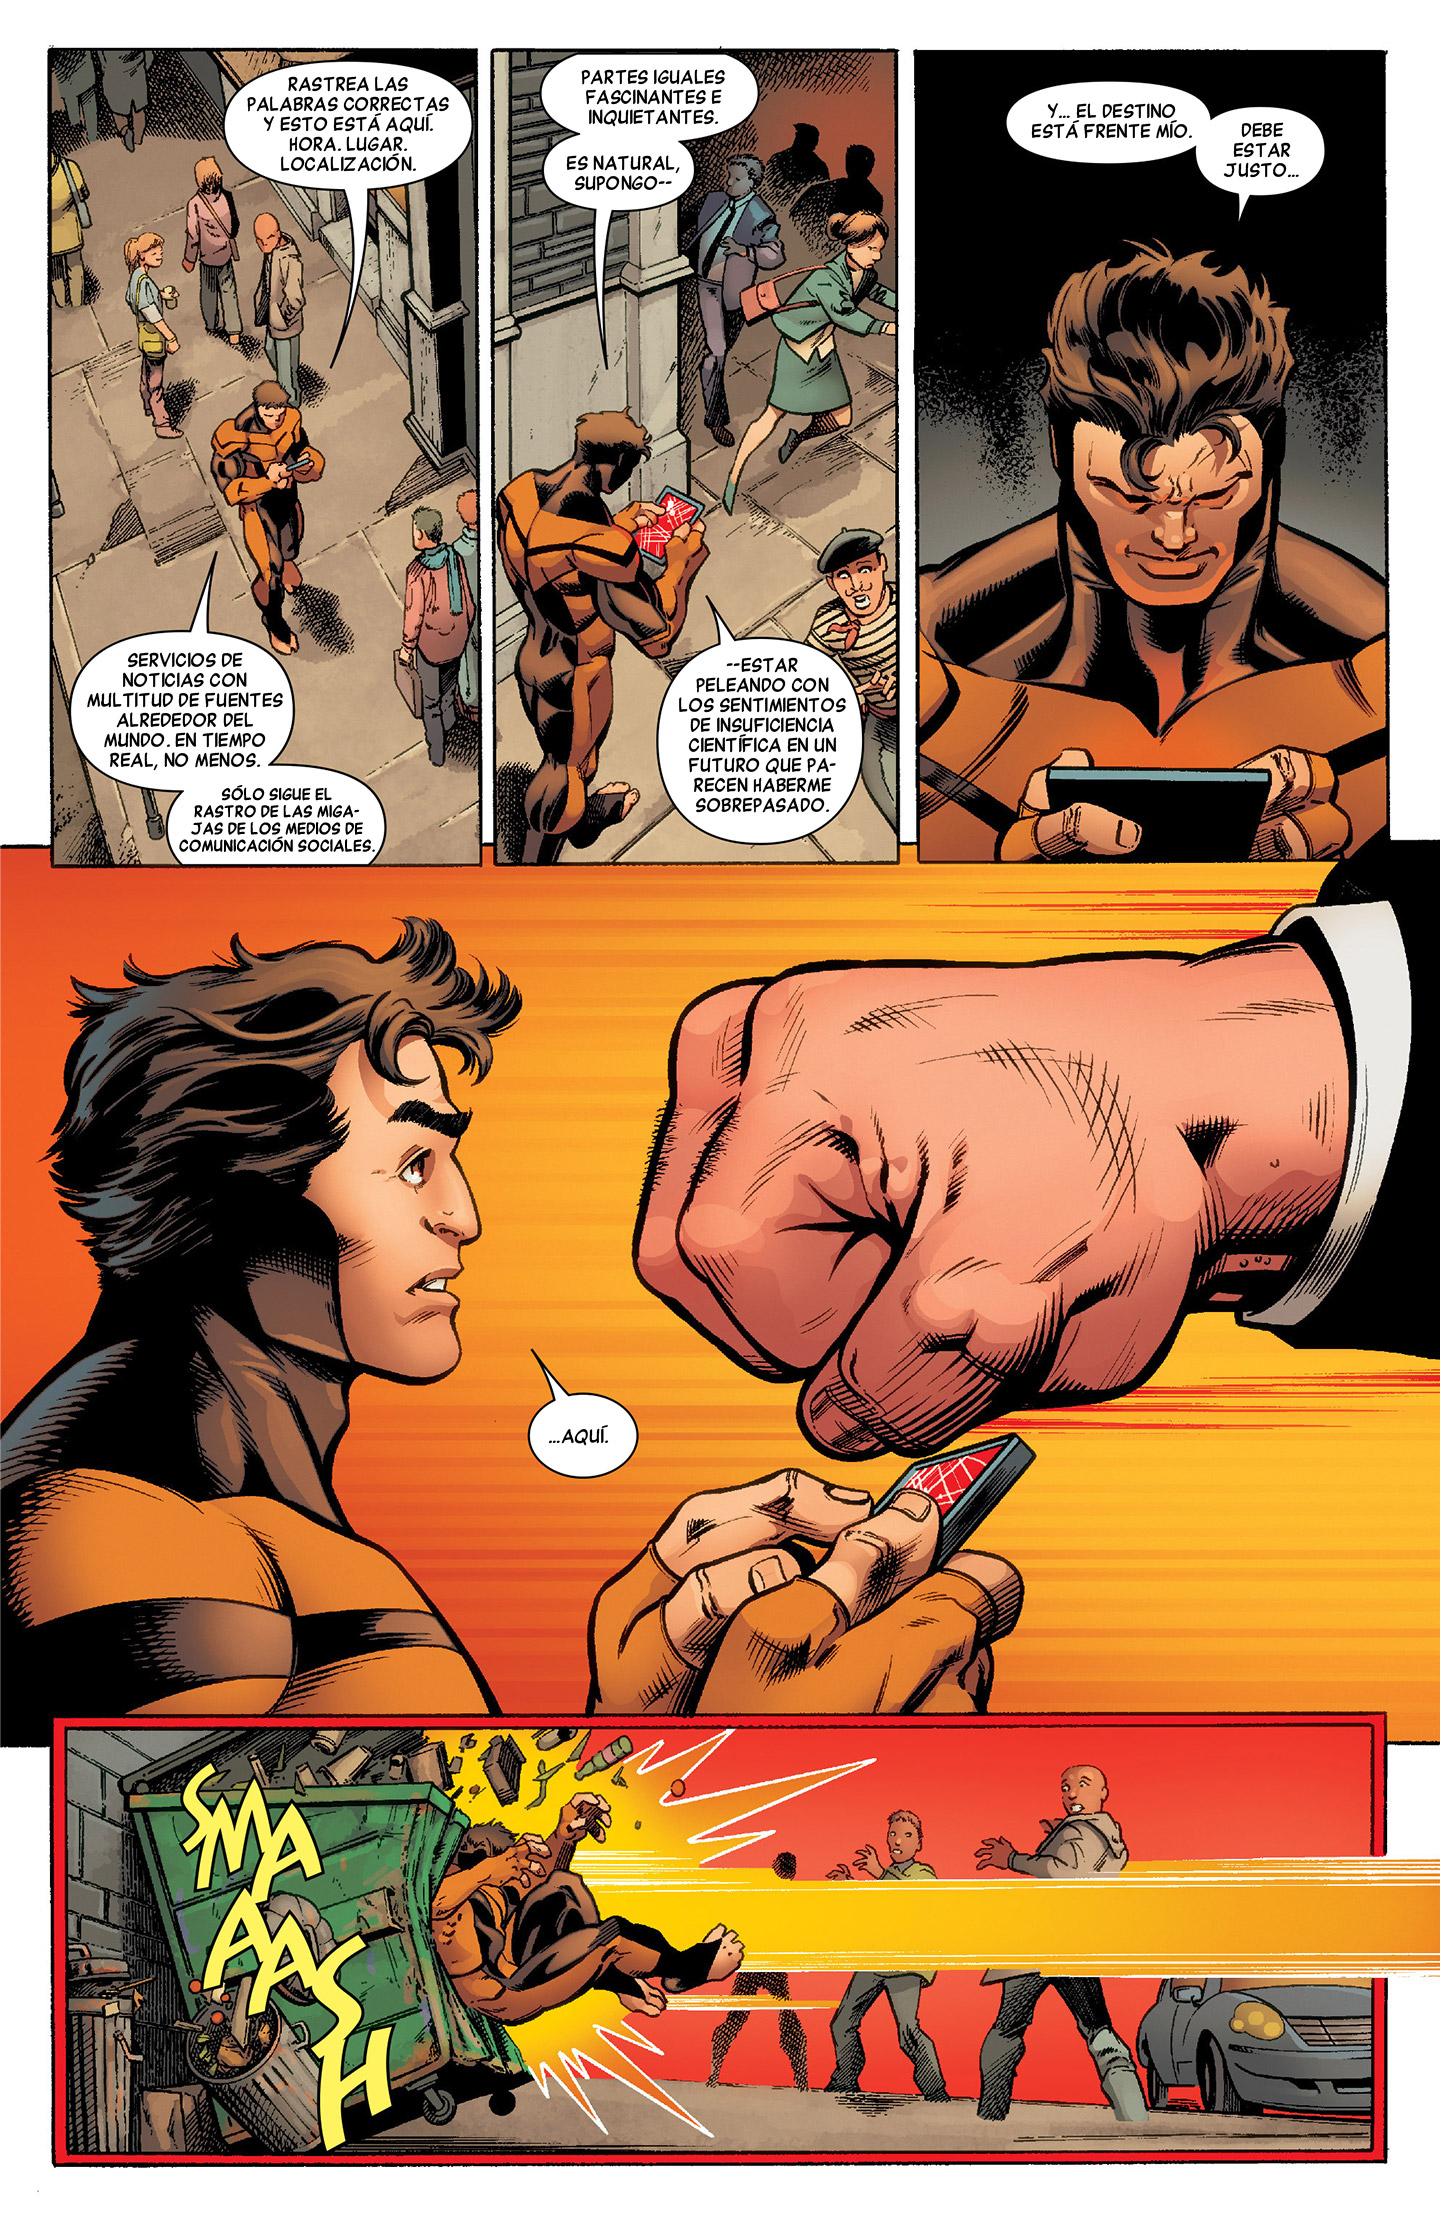 RASTREA LAS
PALABRAS CORRECTAS
Y ESTO ESTÁ AQUÍ.
HORA. LUGAR.
LOCALIZACIÓN.
SERVICIOS DE
NOTICIAS CON
MULTITUD DE FUENTES
ALREDEDOR DEL
MUNDO. EN TIEMPO
REAL, NO MENOS.
SÓLO SIGUE EL
RASTRO DE LAS MIGA-
JAS DE LOS MEDIOS DE
COMUNICACIÓN SOCIALES.
PARTES IGUALES
FASCINANTES E
INQUIETANTES.
ES NATURAL,
SUPONGO--
--ESTAR
PELEANDO CON
LOS SENTIMIENTOS
DE INSUFICIENCIA
CIENTÍFICA EN UN
FUTURO QUE PA-
RECEN HABERME
SOBREPASADO.
Y... EL DESTINO
ESTÁ FRENTE MÍO.
DEBE
ESTAR
JUSTO...
...AQUÍ.
SMAAAASH